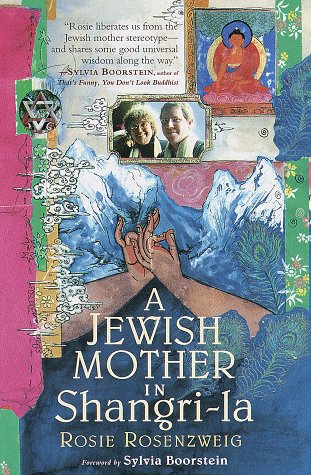 "Rosie liberates us from the
Jewish mother stereotype—
and shares some good universal
wisdom along the way."
—SYLVIA BOORSTEIN, author of
That's Funny, You Don't Look Buddhist
A
JEWISH
MOTHER
IN
Shangri-la
ROSIE ROSENZWEIG
Foreword by Sylvia Boorstein